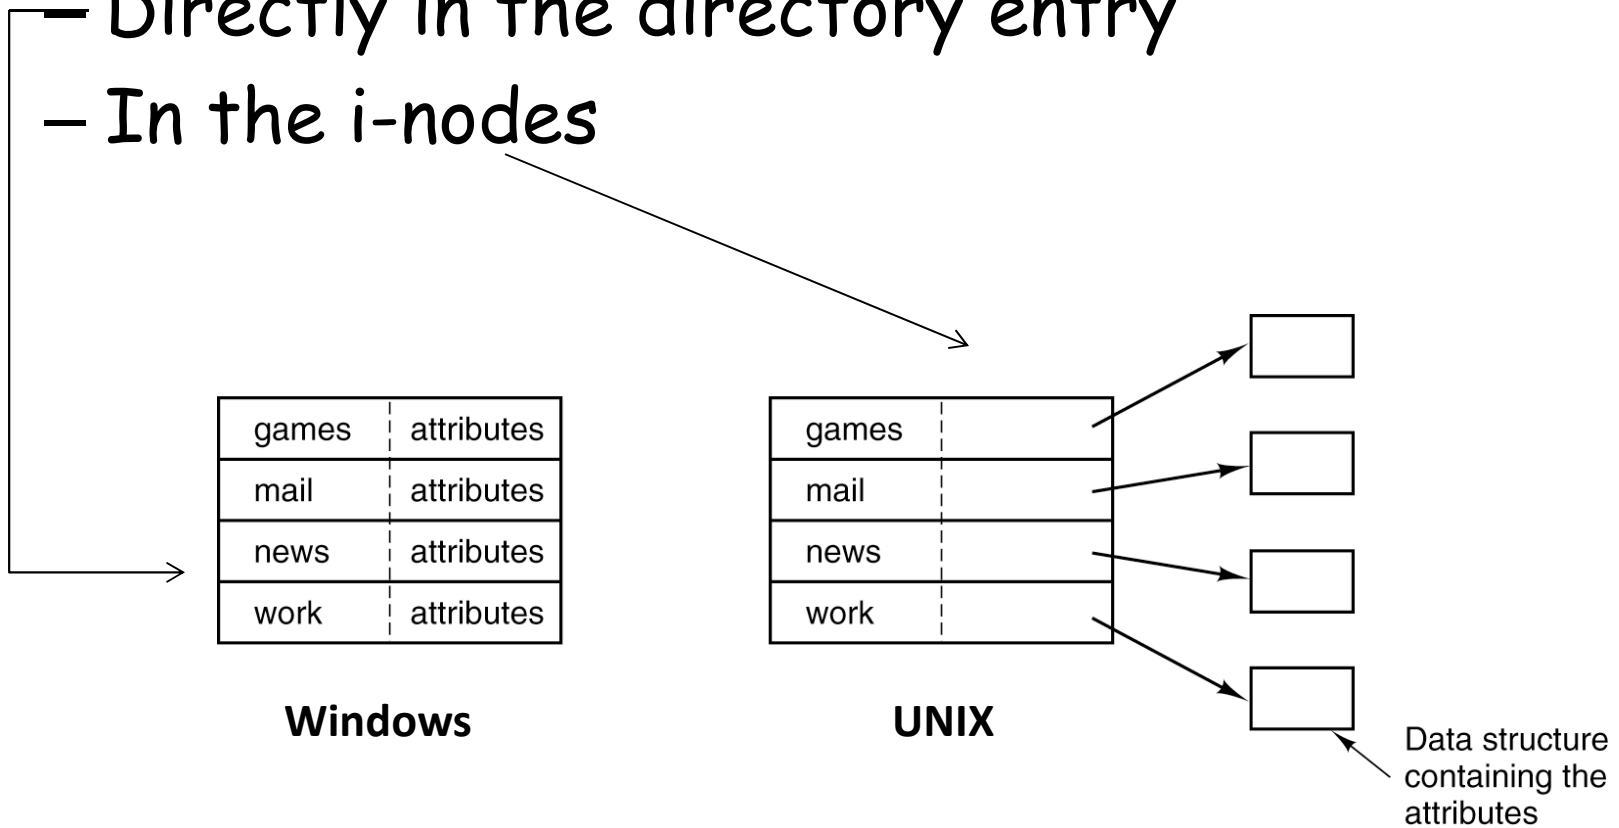 – Directly in the directory entry
– In the i-nodes
games attributes
mail attributes
news attributes
work attributes
Windows
games
mail
news
work
UNIX
Data structure
containing the
attributes